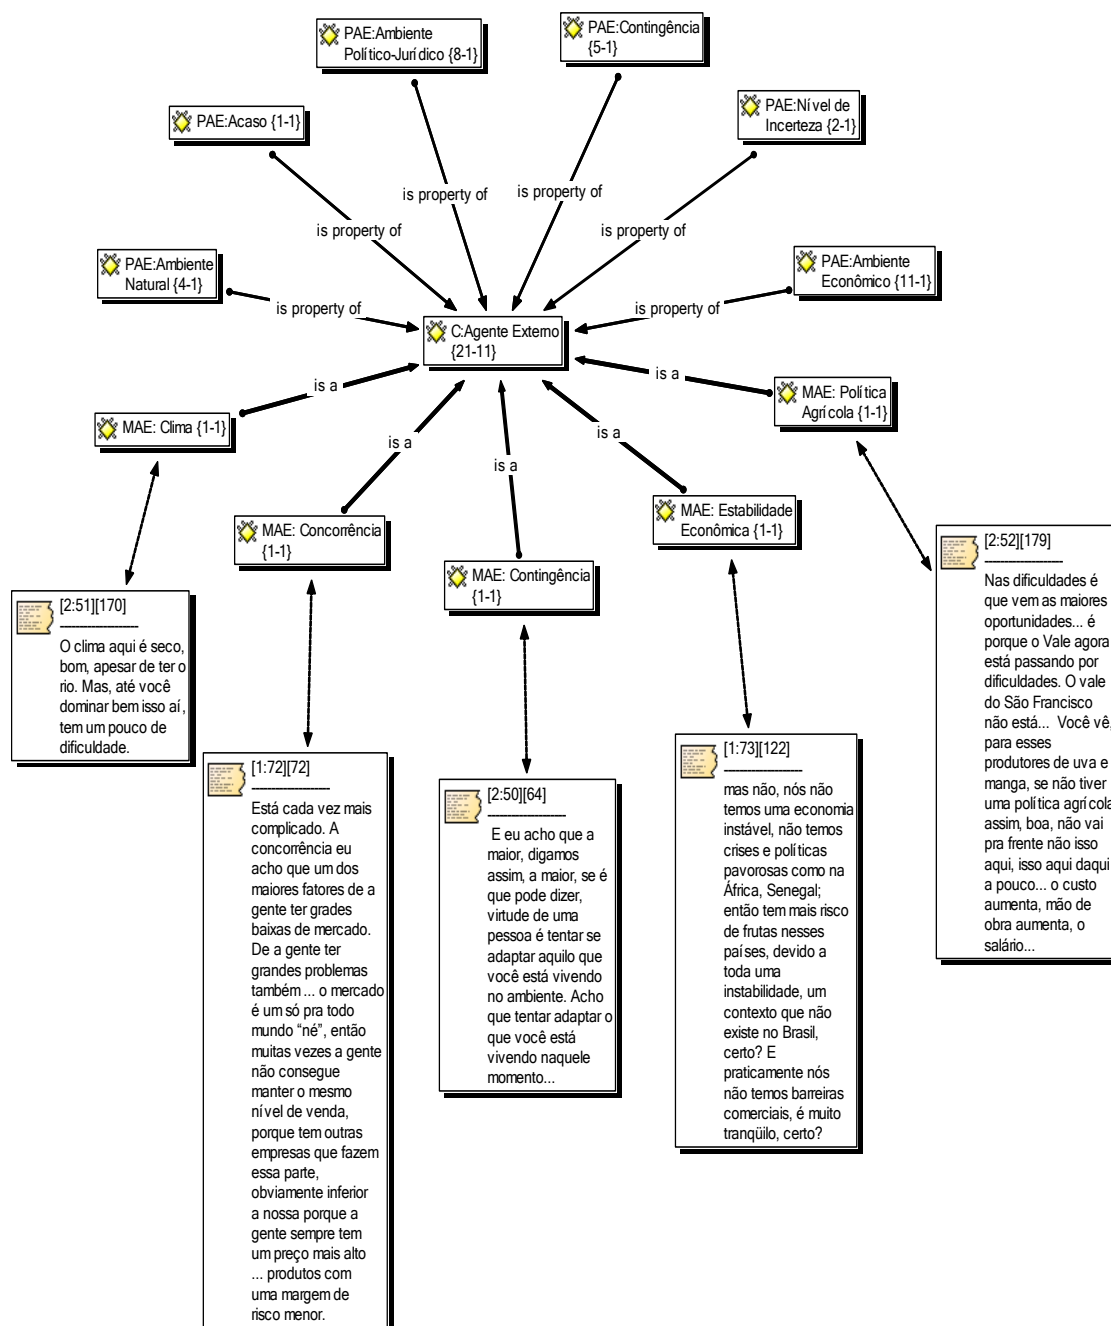 PAE:Ambiente
Político-Jurídico {8-1}
PAE:Contingência
{5-1}
PAE:Acaso {1-1}
PAE:Nível de
Incerteza {2-1}
is property of
is property of
is property of
is property of
PAE:Ambiente
Natural {4-1}
PAE:Ambiente
Econômico {11-1}
is property of
is property of
C:Agente Externo
{21-11}
is a
is a
is a
is a
is a
MAE: Clima {1-1}
MAE: Política
Agrícola {1-1}
MAE: Concorrência
{1-1}
MAE: Estabilidade
Econômica {1-1}
MAE: Contingência
{1-1}
[2:51][170]
--------------------
O clima aqui é seco,
bom, apesar de ter o
rio. Mas, até você
dominar bem isso aí,
tem um pouco de
dificuldade.
[1:72][72]
--------------------
Está cada vez mais
complicado. A
concorrência eu
acho que um dos
maiores fatores de a
gente ter grades
baixas de mercado.
De a gente ter
grandes problemas
também ... o mercado
é um só pra todo
mundo “né”, então
muitas vezes a gente
não consegue
manter o mesmo
nível de venda,
porque tem outras
empresas que fazem
essa parte,
obviamente inferior
a nossa porque a
gente sempre tem
um preço mais alto
... produtos com
uma margem de
risco menor.
[2:50][64]
--------------------
E eu acho que a
maior, digamos
assim, a maior, se é
que pode dizer,
virtude de uma
pessoa é tentar se
adaptar aquilo que
você está vivendo
no ambiente. Acho
que tentar adaptar o
que você está
vivendo naquele
momento...
[1:73][122]
--------------------
mas não, nós não
temos uma economia
instável, não temos
crises e políticas
pavorosas como na
África, Senegal;
então tem mais risco
de frutas nesses
países, devido a
toda uma
instabilidade, um
contexto que não
existe no Brasil,
certo? E
praticamente nós
não temos barreiras
comerciais, é muito
tranqüilo, certo?
[2:52][179]
--------------------
Nas dificuldades é
que vem as maiores
oportunidades... é
porque o Vale agora
está passando por
dificuldades. O vale
do São Francisco
não está... Você vê,
para esses
produtores de uva e
manga, se não tiver
uma política agrícola
assim, boa, não vai
pra frente não isso
aqui, isso aqui daqui
a pouco... o custo
aumenta, mão de
obra aumenta, o
salário...